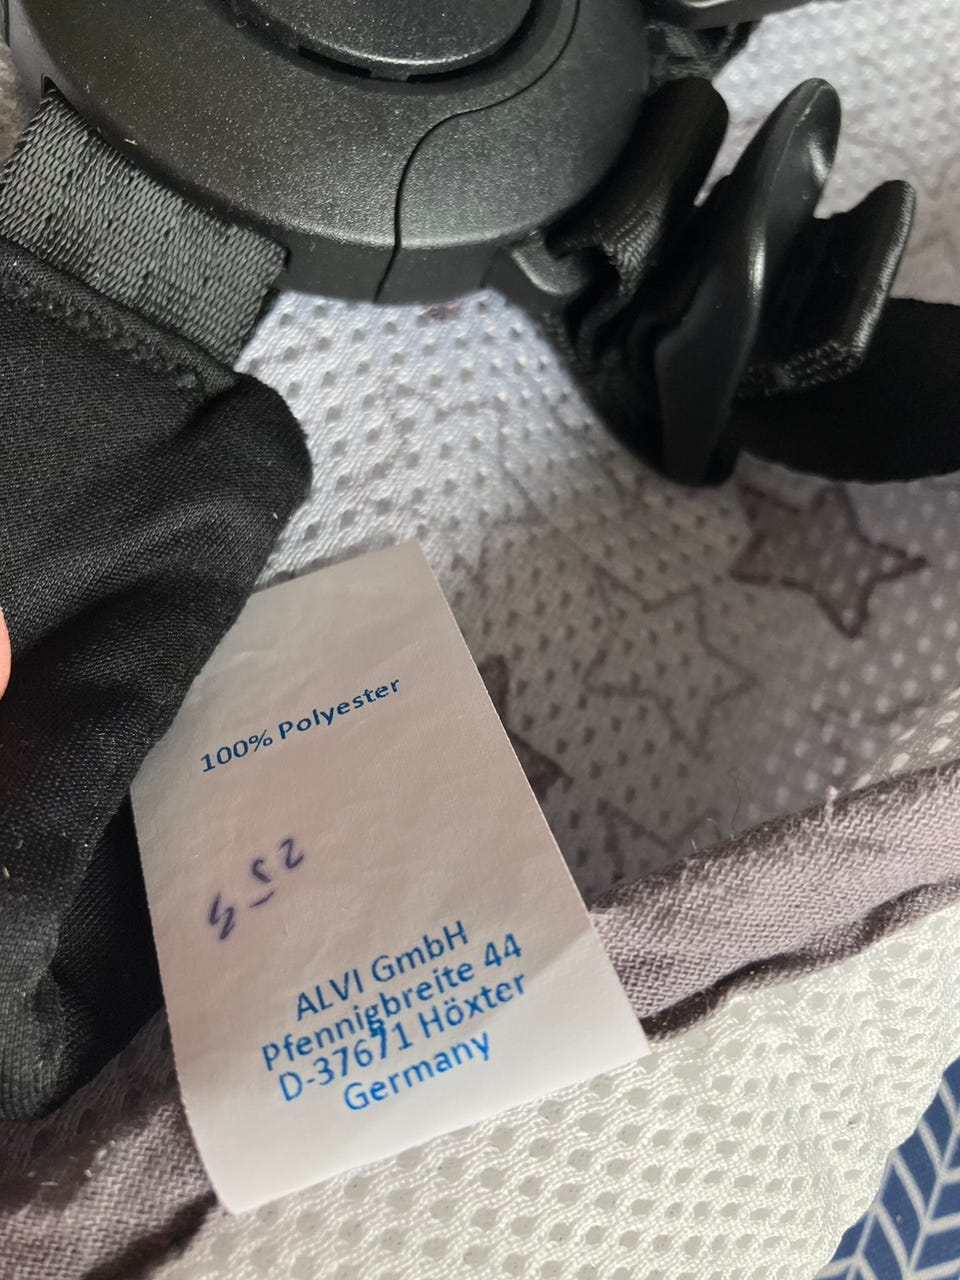 100% Polyester
ALVI GmbH
Pfennigbreite 44
D-37671 Höxter
Germany